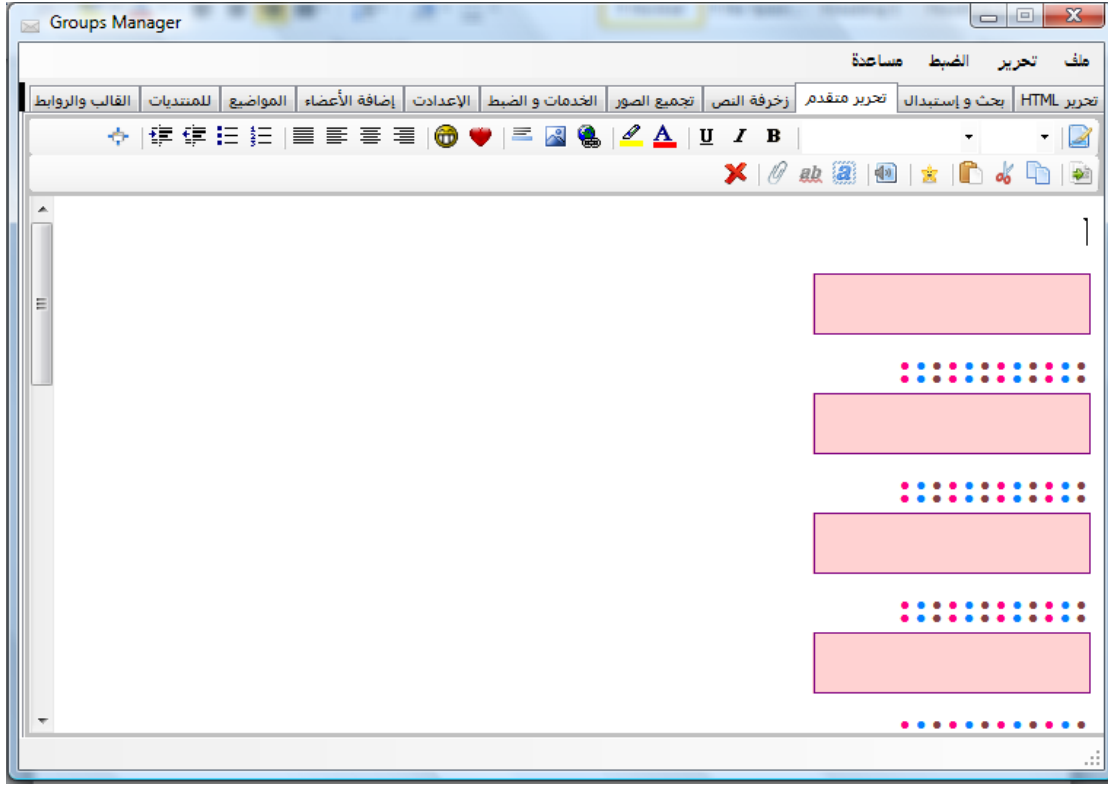 Groups Manager
ملف تحرير الضبط مساعدة
تحرير HTML بحث و إستبدال تحرير متقدم زخرفة النص تجميع الصور الخدمات و الضبط الإعدادت إضافة الأعضاء المواضيع للمنتديات القالب والروابط
B I U A
ab a